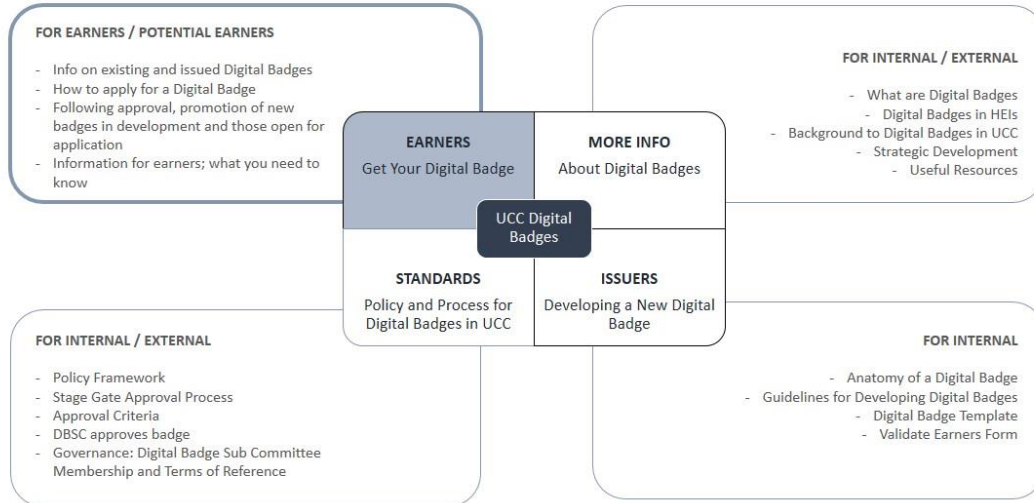 FOR EARNERS / POTENTIAL EARNERS
- Info on existing and issued Digital Badges
- How to apply for a Digital Badge
- Following approval, promotion of new
badges in development and those open for
application
- Information for earners; what you need to
know
FOR INTERNAL / EXTERNAL
- What are Digital Badges
- Digital Badges in HEIs
- Background to Digital Badges in UCC
- Strategic Development
- Useful Resources
EARNERS
Get Your Digital Badge
MORE INFO
About Digital Badges
UCC Digital
Badges
STANDARDS
Policy and Process for
Digital Badges in UCC
ISSUERS
Developing a New Digital
Badge
FOR INTERNAL / EXTERNAL
- Policy Framework
- Stage Gate Approval Process
- Approval Criteria
- DBSC approves badge
- Governance: Digital Badge Sub Committee
Membership and Terms of Reference
FOR INTERNAL
- Anatomy of a Digital Badge
- Guidelines for Developing Digital Badges
- Digital Badge Template
- Validate Earners Form